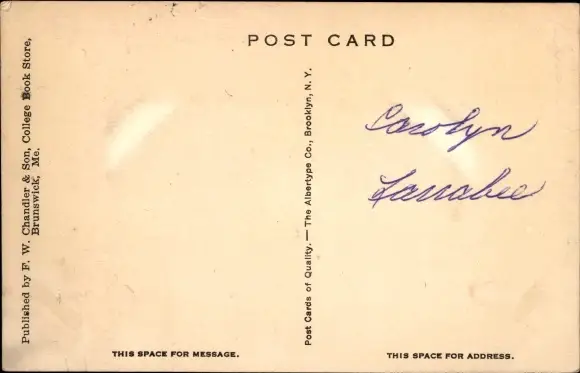 POST CARD
Published by F. W. Chandler & Son, College Book Store,
Brunswick, Me.
Post Cards of Quality. — The Albertype Co., Brooklyn, N. Y.
Carolyn
Larrabee
THIS SPACE FOR MESSAGE.
THIS SPACE FOR ADDRESS.